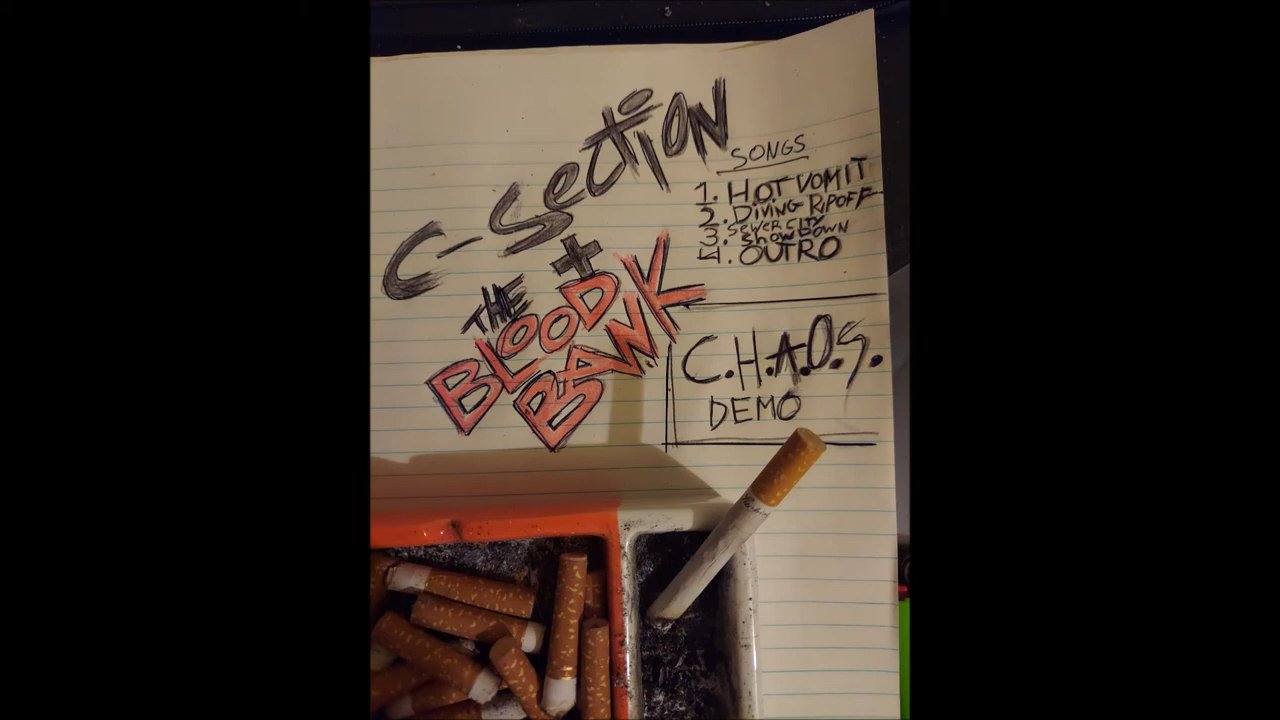 C-Section
+
THE
BLOOD
BANK
SONGS
1. HOT VOMIT
2. DIVING RIPOFF
3. SEWER CITY
SHOWDOWN
4. OUTRO
C.H.A.O.S.
DEMO